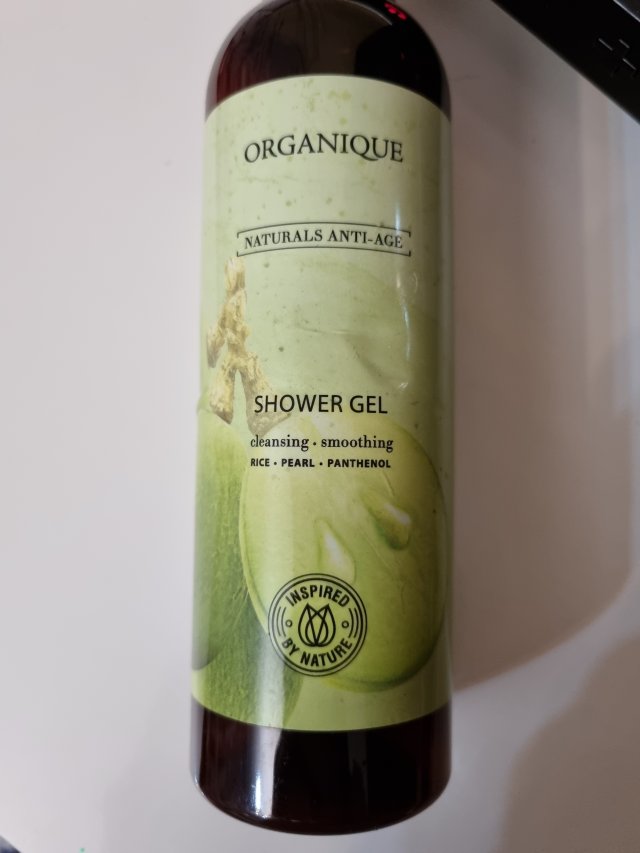 ORGANIQUE
NATURALS ANTI-AGE
SHOWER GEL
cleansing • smoothing
RICE • PEARL • PANTHENOL
INSPIRED
BY NATURE